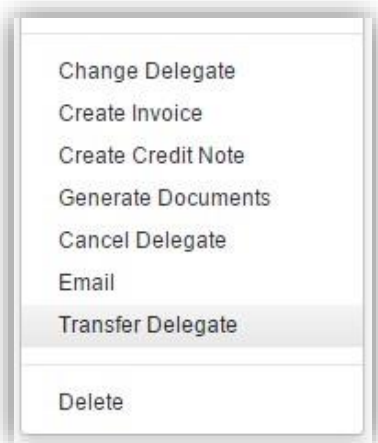 Change Delegate
Create Invoice
Create Credit Note
Generate Documents
Cancel Delegate
Email
Transfer Delegate
Delete